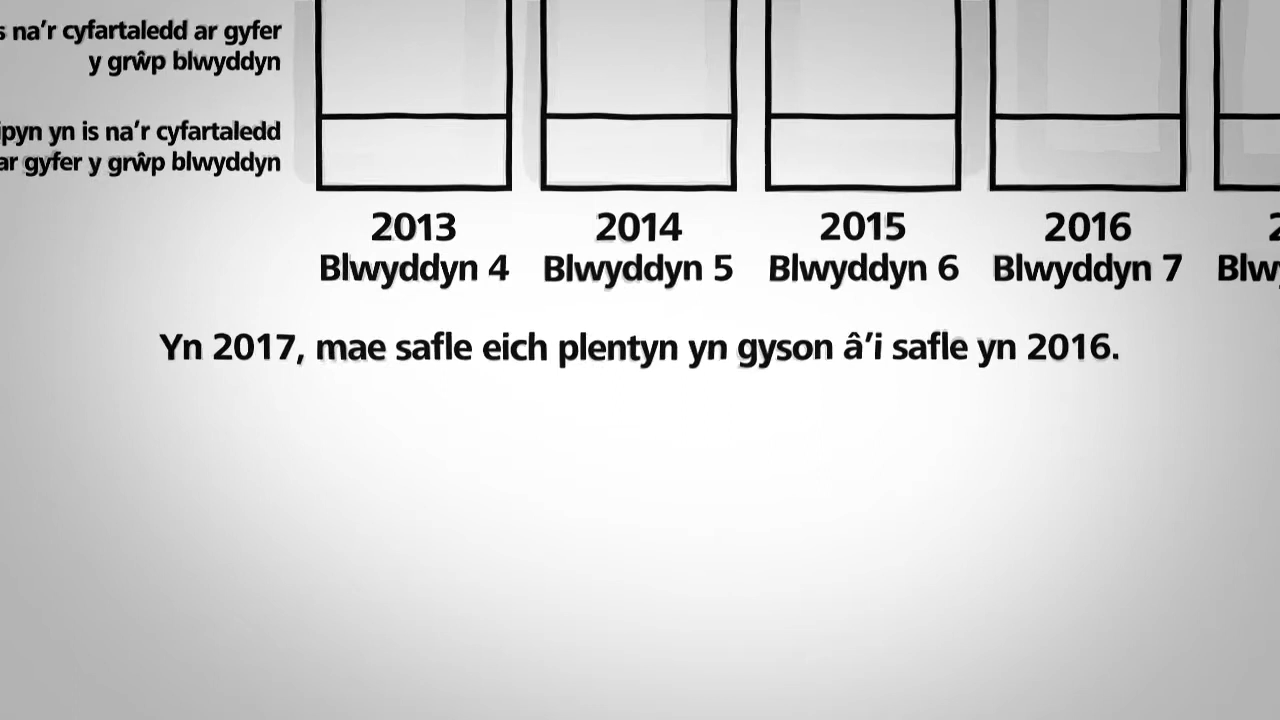 na'r cyfartaledd ar gyfer
y grŵp blwyddyn
yn is na'r cyfartaledd
ar gyfer y grŵp blwyddyn
2013 2014 2015 2016
Blwyddyn 4 Blwyddyn 5 Blwyddyn 6 Blwyddyn 7
Yn 2017, mae safle eich plentyn yn gyson â'i safle yn 2016.